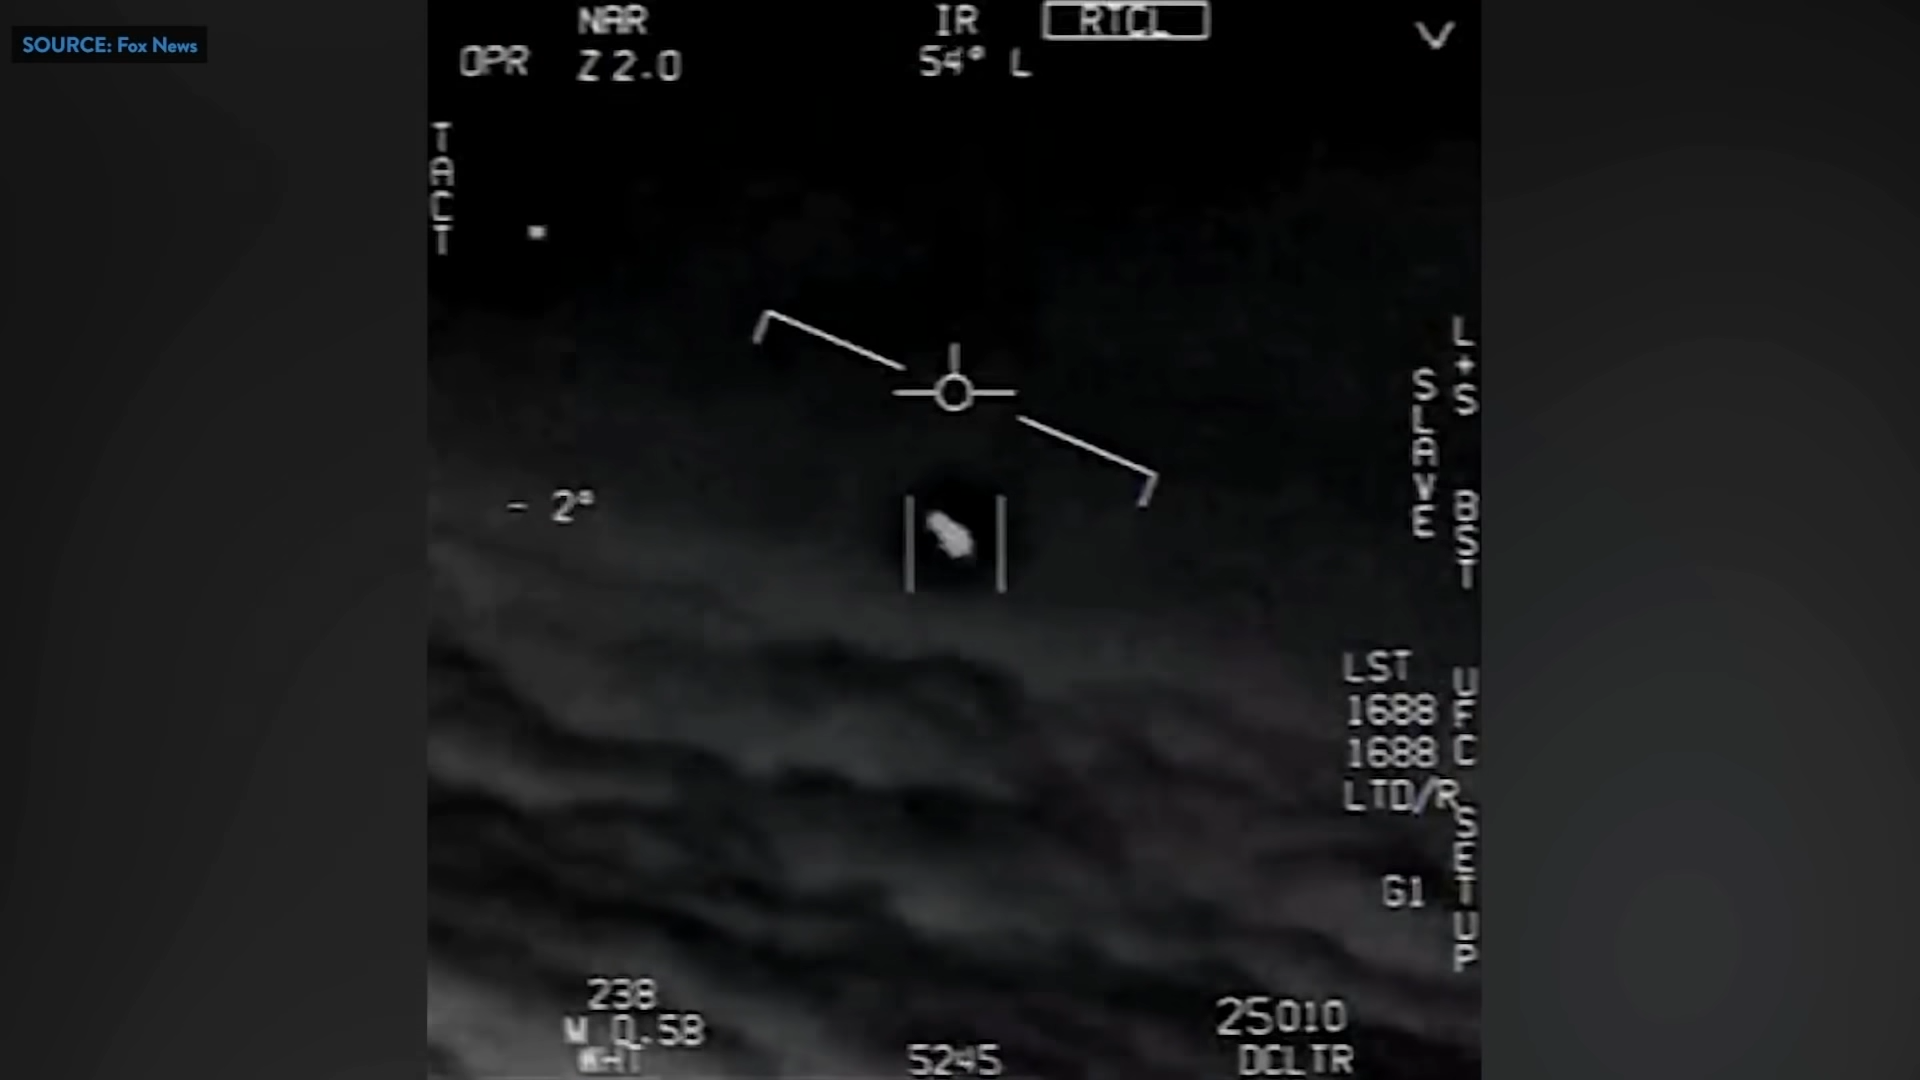 SOURCE: Fox News
NAR
IR
RTCL
OPR
Z 2.0
54° L
TACT
- 2°
L+S BST
SLAVE
LST
1688
1688
LTD/R
UFC SETUP
G1
238
M 0.58
WHT
5245
25010
DCLTR